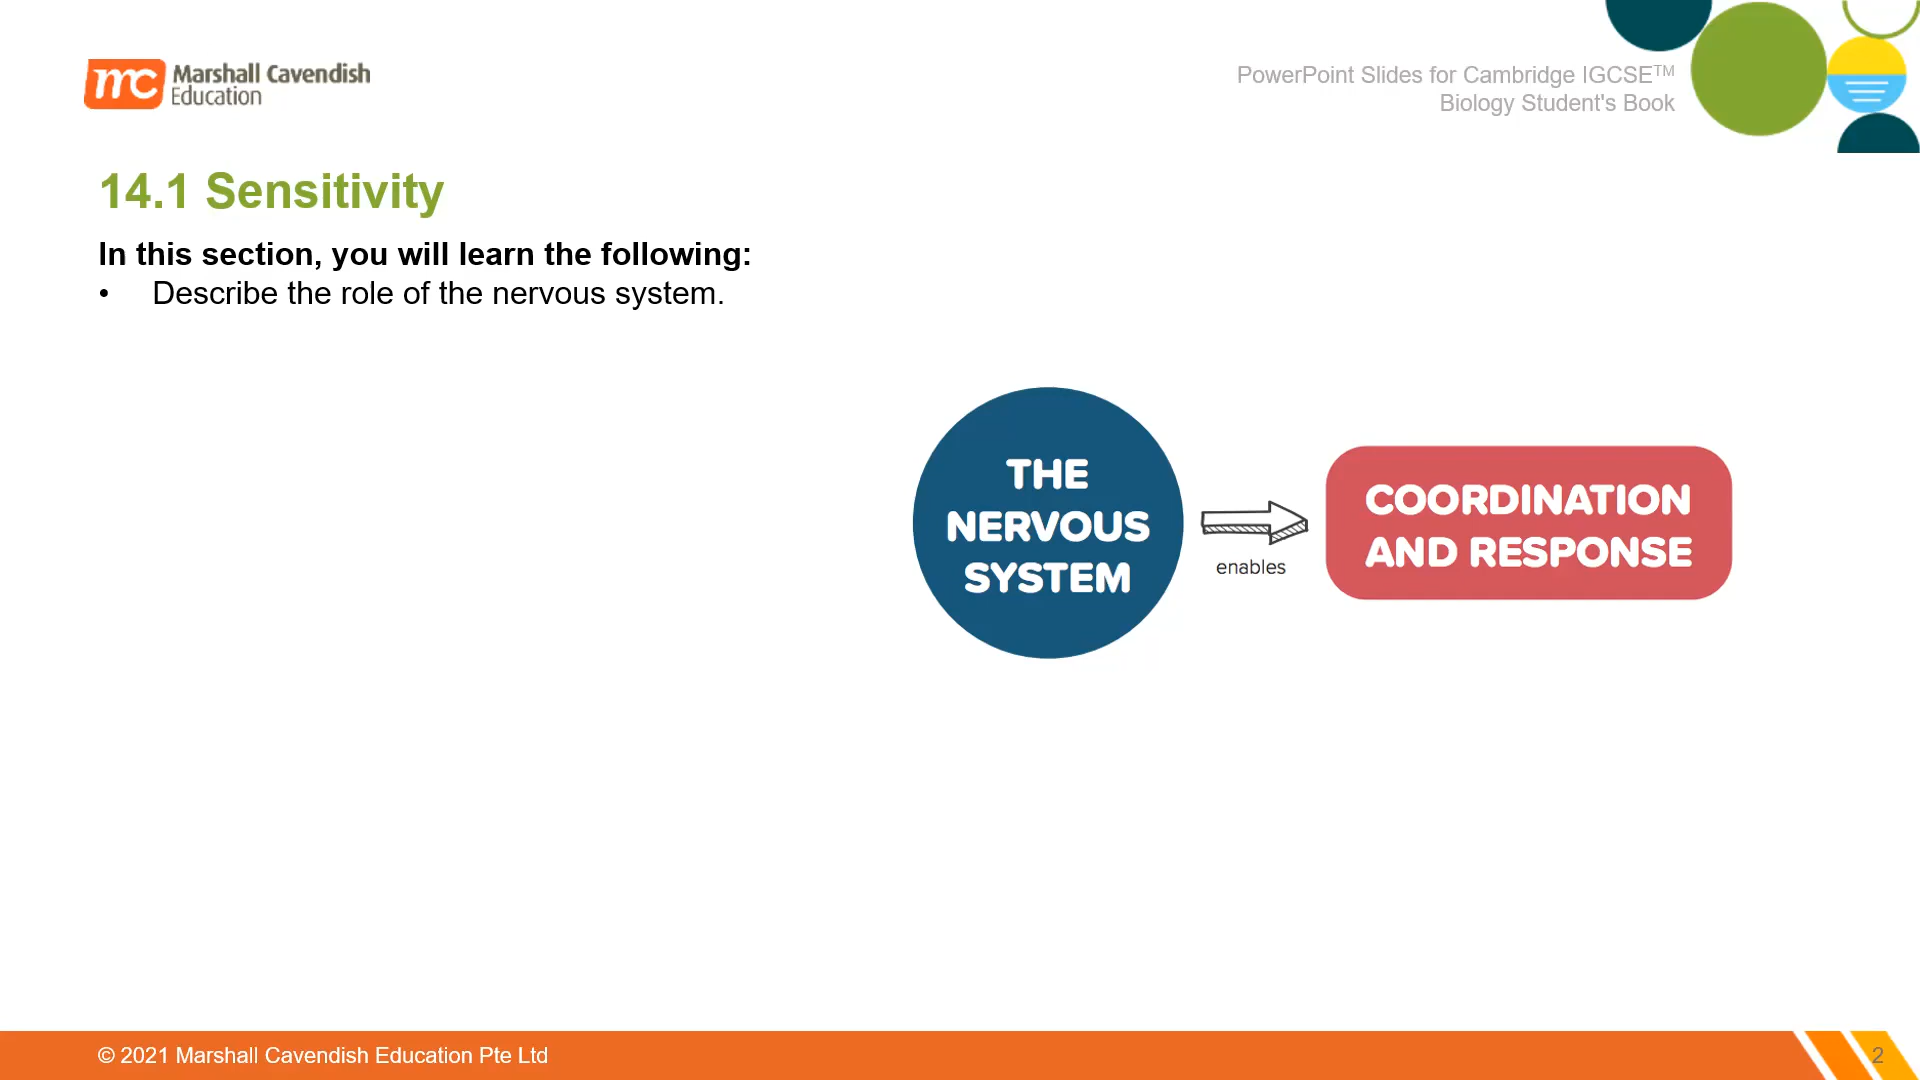 mc Marshall Cavendish
Education
PowerPoint Slides for Cambridge IGCSE™
Biology Student's Book
14.1 Sensitivity
In this section, you will learn the following:
• Describe the role of the nervous system.
THE
NERVOUS
SYSTEM
enables
COORDINATION
AND RESPONSE
© 2021 Marshall Cavendish Education Pte Ltd
2